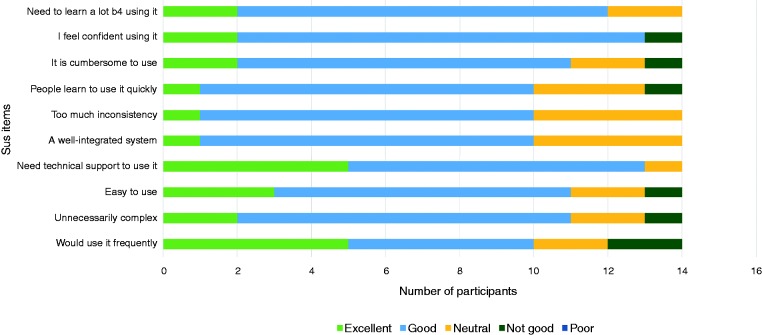 Need to learn a lot b4 using it
I feel confident using it
It is cumbersome to use
People learn to use it quickly
Too much inconsistency
A well-integrated system
Need technical support to use it
Easy to use
Unnecessarily complex
Would use it frequently
Sus items
0 2 4 6 8 10 12 14 16
Number of participants
Excellent Good Neutral Not good Poor